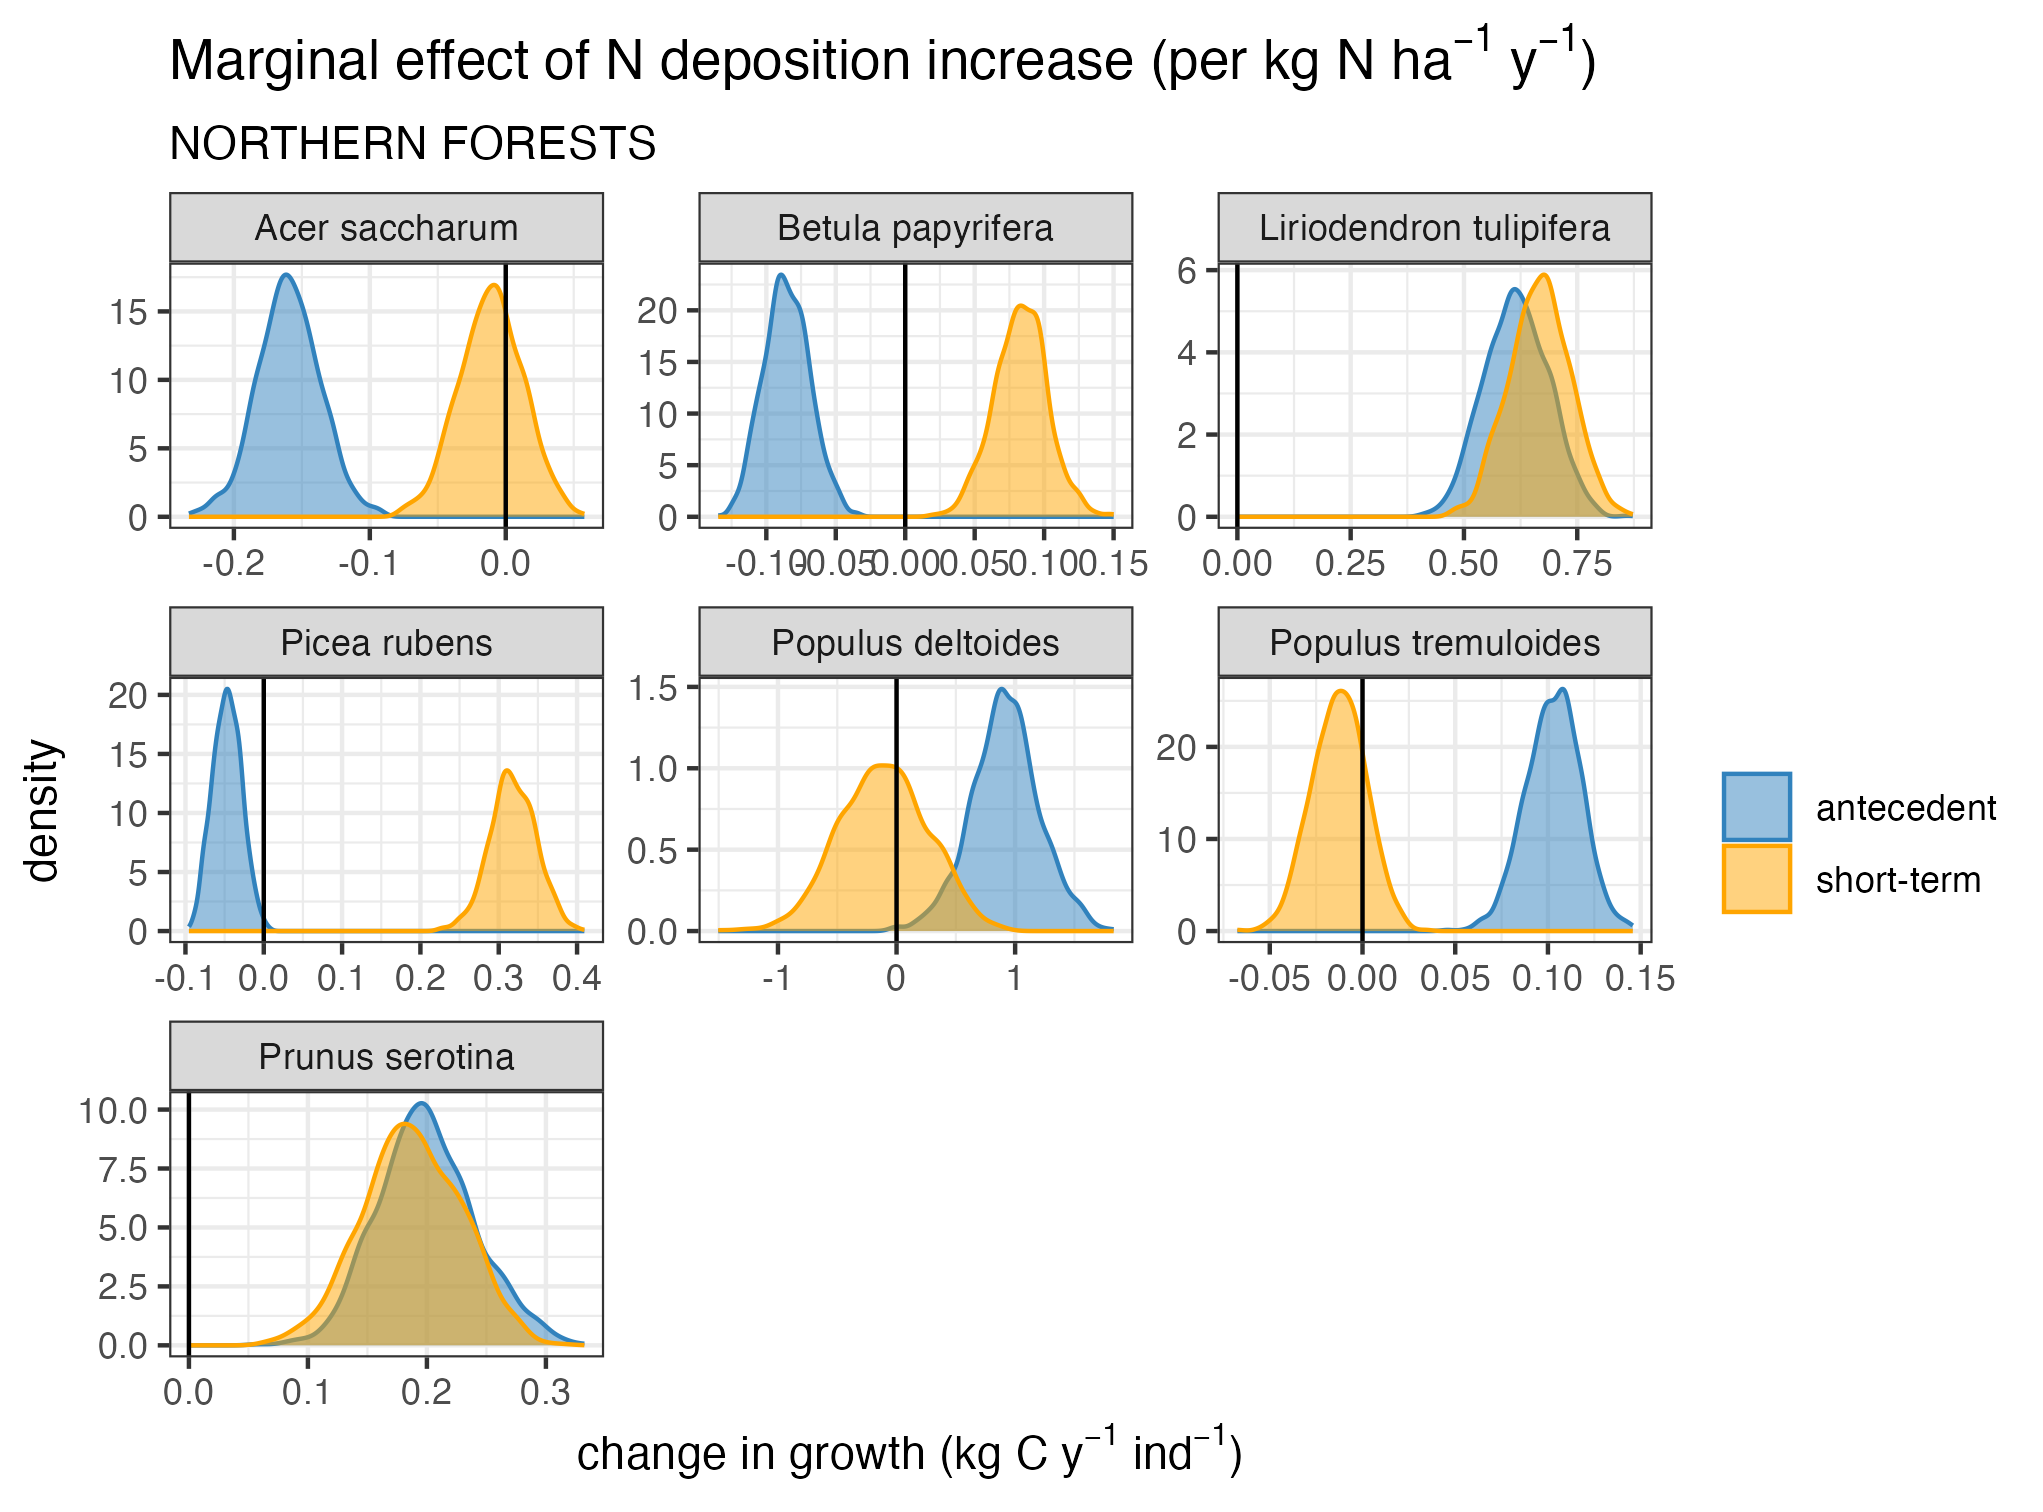 Marginal effect of N deposition increase (per kg N ha⁻¹ y⁻¹)
NORTHERN FORESTS
Acer saccharum
Betula papyrifera
Liriodendron tulipifera
15
10
5
0
20
15
10
5
0
6
4
2
0
-0.2 -0.1 0.0
-0.10 -0.05 0.00 0.05 0.10 0.15
0.00 0.25 0.50 0.75
Picea rubens
Populus deltoides
Populus tremuloides
20
15
10
5
0
1.5
1.0
0.5
0.0
20
10
0
-0.1 0.0 0.1 0.2 0.3 0.4
-1 0 1
-0.05 0.00 0.05 0.10 0.15
Prunus serotina
10.0
7.5
5.0
2.5
0.0
0.0 0.1 0.2 0.3
density
change in growth (kg C y⁻¹ ind⁻¹)
antecedent
short-term